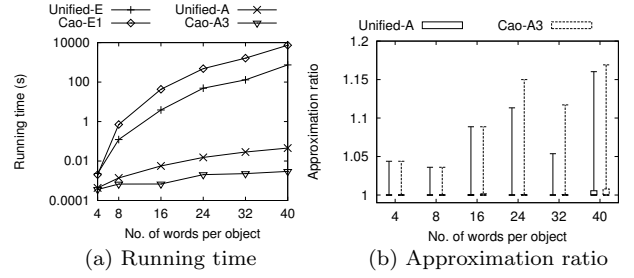 Unified-E Unified-A
Cao-E1 Cao-A3
Running time (s)
10000
100
1
0.01
0.0001
4 8 16 24 32 40
No. of words per object
(a) Running time
Unified-A Cao-A3
Approximation ratio
1.2
1.15
1.1
1.05
1
4 8 16 24 32 40
No. of words per object
(b) Approximation ratio